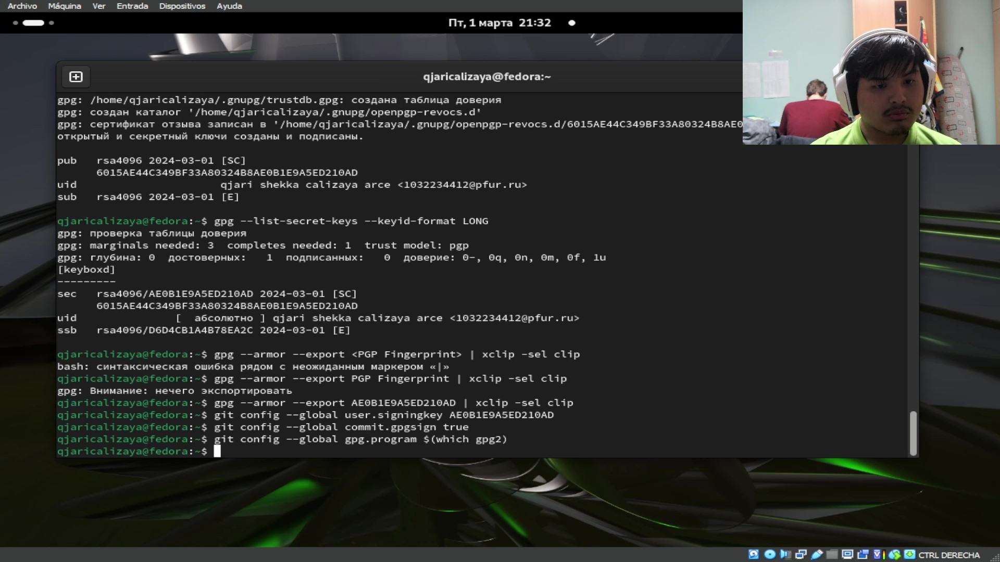 Archivo Máquina Ver Entrada Dispositivos Ayuda
Пт, 1 марта 21:32
qjaricalizaya@fedora:~
gpg: /home/qjaricalizaya/.gnupg/trustdb.gpg: создана таблица доверия
gpg: создан каталог '/home/qjaricalizaya/.gnupg/openpgp-revocs.d'
gpg: сертификат отзыва записан в '/home/qjaricalizaya/.gnupg/openpgp-revocs.d/6015AE44C349BF33A80324B8AE0
открытый и секретный ключи созданы и подписаны.
pub rsa4096 2024-03-01 [SC]
6015AE44C349BF33A80324B8AE0B1E9A5ED210AD
uid qjari shekka calizaya arce <1032234412@pfur.ru>
sub rsa4096 2024-03-01 [E]
qjaricalizaya@fedora:~$ gpg --list-secret-keys --keyid-format LONG
gpg: проверка таблицы доверия
gpg: marginals needed: 3 completes needed: 1 trust model: pgp
gpg: глубина: 0 достоверных: 1 подписанных: 0 доверие: 0-, 0q, 0n, 0m, 0f, 1u
[keyboxd]
---------
sec rsa4096/AE0B1E9A5ED210AD 2024-03-01 [SC]
6015AE44C349BF33A80324B8AE0B1E9A5ED210AD
uid [ абсолютно ] qjari shekka calizaya arce <1032234412@pfur.ru>
ssb rsa4096/D6D4CB1A4B78EA2C 2024-03-01 [E]
qjaricalizaya@fedora:~$ gpg --armor --export <PGP Fingerprint> | xclip -sel clip
bash: синтаксическая ошибка рядом с неожиданным маркером «|»
qjaricalizaya@fedora:~$ gpg --armor --export PGP Fingerprint | xclip -sel clip
gpg: Внимание: нечего экспортировать
qjaricalizaya@fedora:~$ gpg --armor --export AE0B1E9A5ED210AD | xclip -sel clip
qjaricalizaya@fedora:~$ git config --global user.signingkey AE0B1E9A5ED210AD
qjaricalizaya@fedora:~$ git config --global commit.gpgsign true
qjaricalizaya@fedora:~$ git config --global gpg.program $(which gpg2)
qjaricalizaya@fedora:~$
CTRL DERECHA